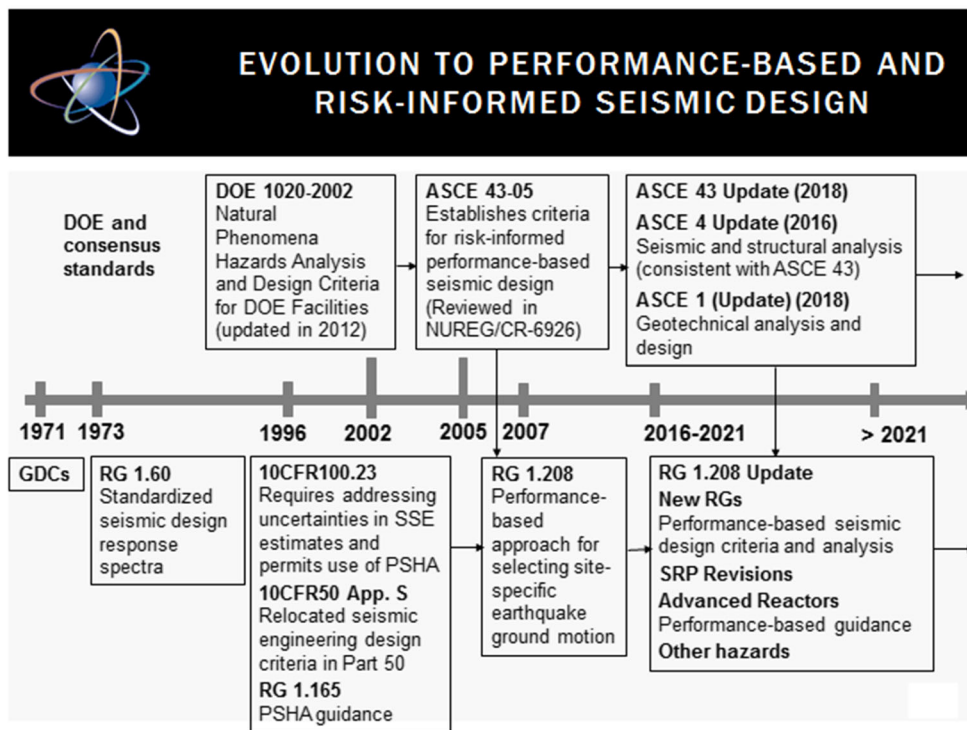 EVOLUTION TO PERFORMANCE-BASED AND
RISK-INFORMED SEISMIC DESIGN
DOE and
consensus
standards
DOE 1020-2002
Natural
Phenomena
Hazards Analysis
and Design Criteria
for DOE Facilities
(updated in 2012)
ASCE 43-05
Establishes criteria
for risk-informed
performance-based
seismic design
(Reviewed in
NUREG/CR-6926)
ASCE 43 Update (2018)
ASCE 4 Update (2016)
Seismic and structural analysis
(consistent with ASCE 43)
ASCE 1 (Update) (2018)
Geotechnical analysis and
design
1971
1973
1996
2002
2005
2007
2016-2021
> 2021
GDCs
RG 1.60
Standardized
seismic design
response
spectra
10CFR100.23
Requires addressing
uncertainties in SSE
estimates and
permits use of PSHA
10CFR50 App. S
Relocated seismic
engineering design
criteria in Part 50
RG 1.165
PSHA guidance
RG 1.208
Performance-
based
approach for
selecting site-
specific
earthquake
ground motion
RG 1.208 Update
New RGs
Performance-based seismic
design criteria and analysis
SRP Revisions
Advanced Reactors
Performance-based guidance
Other hazards